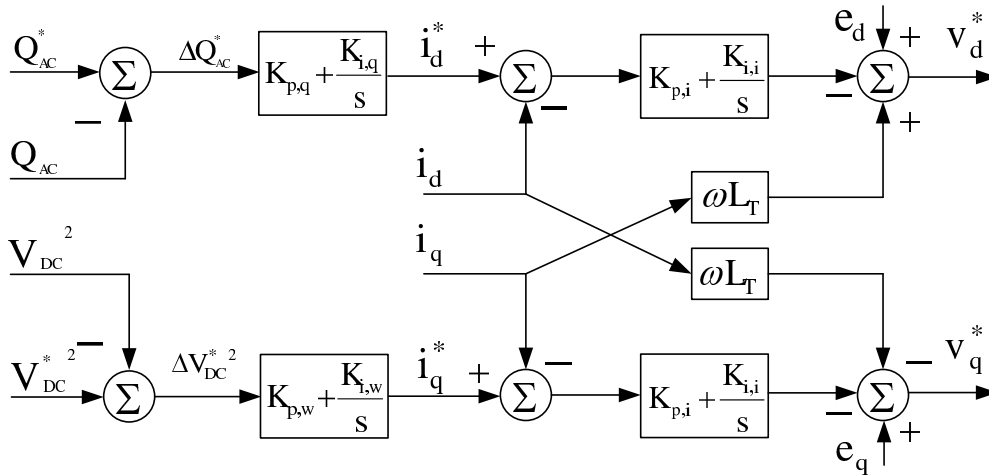 Q*AC
ΔQ*AC
Kp,q + Ki,q/s
i*d
+
Σ
−
Kp,i + Ki,i/s
ed
+
v*d
Σ
−
Σ
−
+
QAC
id
ωLT
iq
ωLT
VDC²
V*DC²
−
Σ
ΔV*DC²
Kp,w + Ki,w/s
i*q
+
−
Σ
Kp,i + Ki,i/s
−
v*q
Σ
−
+
eq